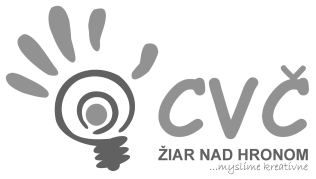 CVČ
ŽIAR NAD HRONOM
...myslíme kreatívne